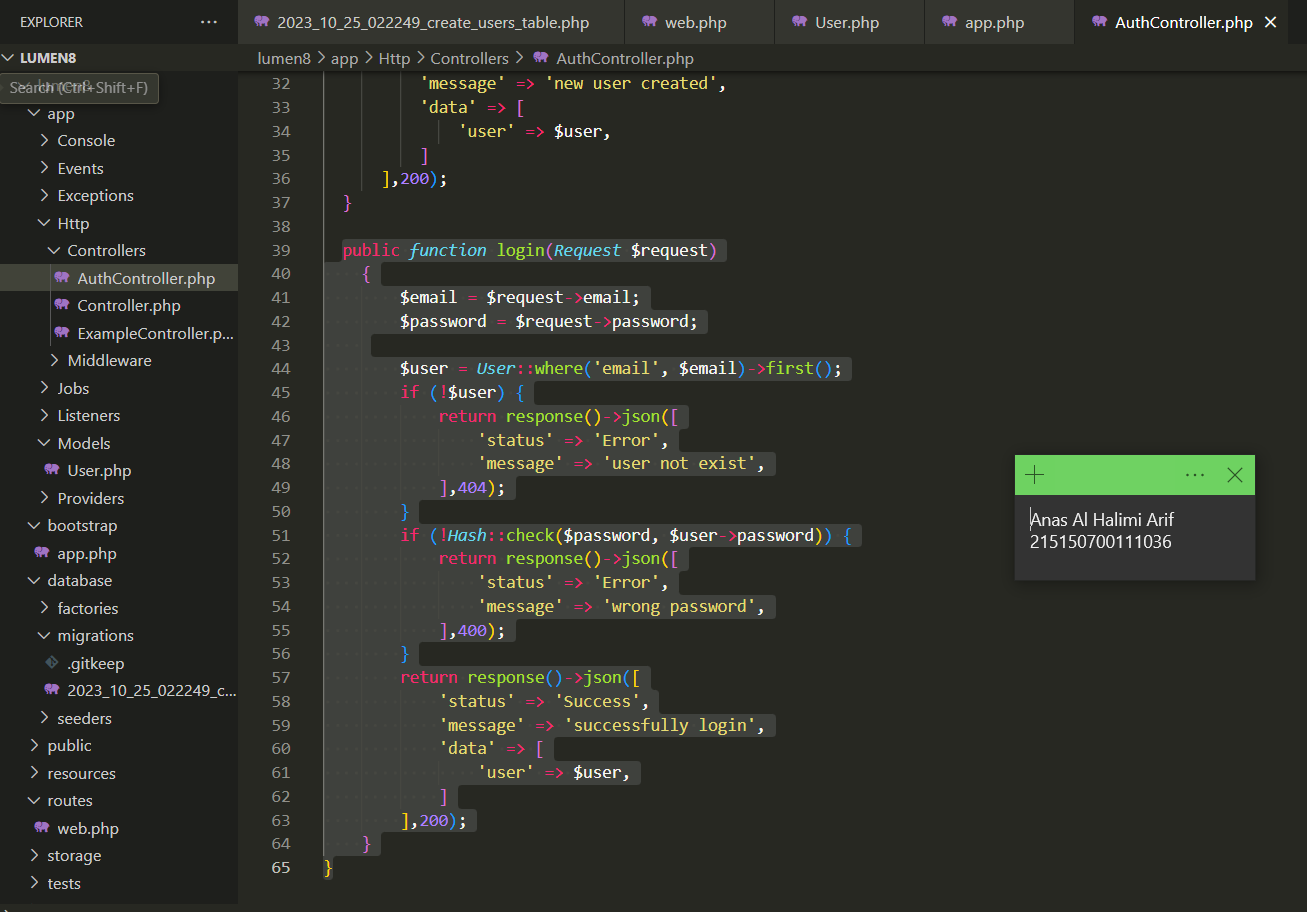 EXPLORER ...
LUMEN8
Search (Ctrl+Shift+F)
app
Console
Events
Exceptions
Http
Controllers
AuthController.php
Controller.php
ExampleController.p...
Middleware
Jobs
Listeners
Models
User.php
Providers
bootstrap
app.php
database
factories
migrations
.gitkeep
2023_10_25_022249_c...
seeders
public
resources
routes
web.php
storage
tests
2023_10_25_022249_create_users_table.php web.php User.php app.php AuthController.php
lumen8 > app > Http > Controllers > AuthController.php
32 'message' => 'new user created',
33 'data' => [
34 'user' => $user,
35 ]
36 ],200);
37 }
38
39 public function login(Request $request)
40 {
41 $email = $request->email;
42 $password = $request->password;
43
44 $user = User::where('email', $email)->first();
45 if (!$user) {
46 return response()->json([
47 'status' => 'Error',
48 'message' => 'user not exist',
49 ],404);
50 }
51 if (!Hash::check($password, $user->password)) {
52 return response()->json([
53 'status' => 'Error',
54 'message' => 'wrong password',
55 ],400);
56 }
57 return response()->json([
58 'status' => 'Success',
59 'message' => 'successfully login',
60 'data' => [
61 'user' => $user,
62 ]
63 ],200);
64 }
65 }
Anas Al Halimi Arif
215150700111036